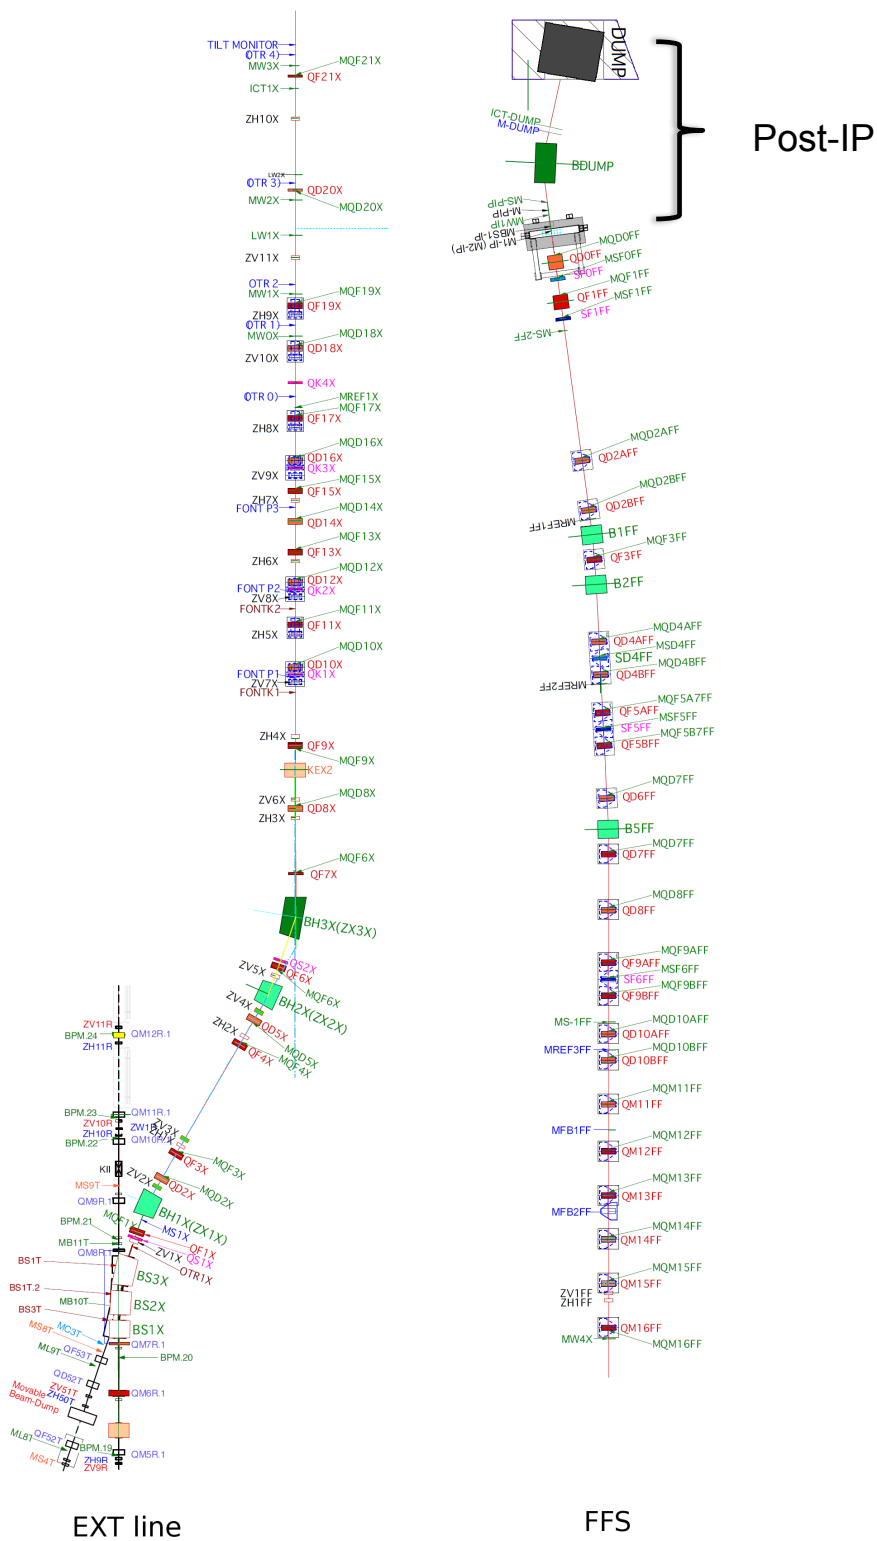 TILT MONITOR
(OTR 4)
MW3X
MQF21X
QF21X
ICT1X
ZH10X
LW2X
(OTR 3)
QD20X
MW2X
MQD20X
LW1X
ZV11X
OTR 2
MW1X
MQF19X
QF19X
ZH9X
(OTR 1)
MW0X
MQD18X
QD18X
ZV10X
QK4X
(OTR 0)
MREF1X
MQF17X
QF17X
ZH8X
MQD16X
QD16X
QK3X
ZV9X
MQF15X
QF15X
ZH7X
FONT P3
MQD14X
QD14X
MQF13X
QF13X
ZH6X
MQD12X
QD12X
FONT P2
QK2X
ZV8X
FONTK2
MQF11X
QF11X
ZH5X
MQD10X
QD10X
FONT P1
QK1X
ZV7X
FONTK1
ZH4X
QF9X
MQF9X
KEX2
ZV6X
MQD8X
QD8X
ZH3X
MQF6X
QF7X
BH3X(ZX3X)
QS2X
ZV5X
QF6X
MQF6X
BH2X(ZX2X)
ZV4X
QD5X
ZH2X
MQD5X
QF4X
MQF4X
ZV3X
ZH1X
MQF3X
QF3X
ZV2X
QD2X
MQD2X
BH1X(ZX1X)
MQF1X
MS1X
QF1X
QS1X
ZV1X
OTR1X
ZV11R
BPM.24
QM12R.1
ZH11R
BPM.23
QM11R.1
ZV10R
ZW1R
ZH10R
BPM.22
QM10R.1
KII
MS9T
QM9R.1
BPM.21
MB11T
QM8R.1
BS1T
BS3X
BS1T.2
MB10T
BS2X
BS3T
BS1X
MC3T
MS8T
QM7R.1
QF53T
ML9T
BPM.20
QD52T
ZV51T
ZH50T
Movable
Beam-Dump
QM6R.1
QF52T
ML8T
BPM.19
QM5R.1
MS4T
ZH9R
ZV9R
EXT line
DUMP
Post-IP
ICT-DUMP
M-DUMP
BDUMP
MS-PIP
M-PIP
MW1IP
MBS1-IP
M1-IP (M2-IP)
MQD0FF
QD0FF
MSF0FF
SF0FF
MQF1FF
QF1FF
MSF1FF
SF1FF
MS-2FF
MQD2AFF
QD2AFF
MQD2BFF
QD2BFF
MREF1FF
B1FF
MQF3FF
QF3FF
B2FF
MQD4AFF
QD4AFF
MSD4FF
SD4FF
MQD4BFF
QD4BFF
MREF2FF
MQF5A7FF
QF5AFF
MSF5FF
SF5FF
MQF5B7FF
QF5BFF
MQD7FF
QD6FF
B5FF
MQD7FF
QD7FF
MQD8FF
QD8FF
MQF9AFF
QF9AFF
MSF6FF
SF6FF
MQF9BFF
QF9BFF
MS-1FF
MQD10AFF
QD10AFF
MREF3FF
MQD10BFF
QD10BFF
MQM11FF
QM11FF
MFB1FF
MQM12FF
QM12FF
MQM13FF
QM13FF
MFB2FF
MQM14FF
QM14FF
MQM15FF
QM15FF
ZV1FF
ZH1FF
QM16FF
MW4X
MQM16FF
FFS